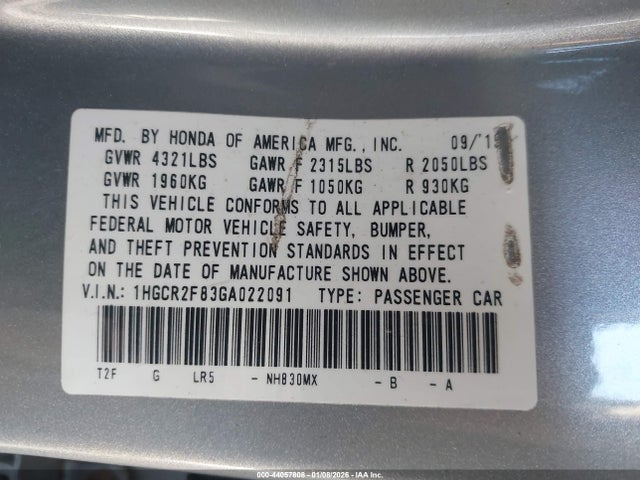 MFD. BY HONDA OF AMERICA MFG., INC. 09/'1
GVWR 4321LBS GAWR F 2315LBS R 2050LBS
GVWR 1960KG GAWR F 1050KG R 930KG
THIS VEHICLE CONFORMS TO ALL APPLICABLE
FEDERAL MOTOR VEHICLE SAFETY, BUMPER,
AND THEFT PREVENTION STANDARDS IN EFFECT
ON THE DATE OF MANUFACTURE SHOWN ABOVE.
V.I.N.: 1HGCR2F83GA022091 TYPE: PASSENGER CAR
T2F G LR5 - NH830MX - B - A
000-44057808 - 01/08/2026 - IAA Inc.